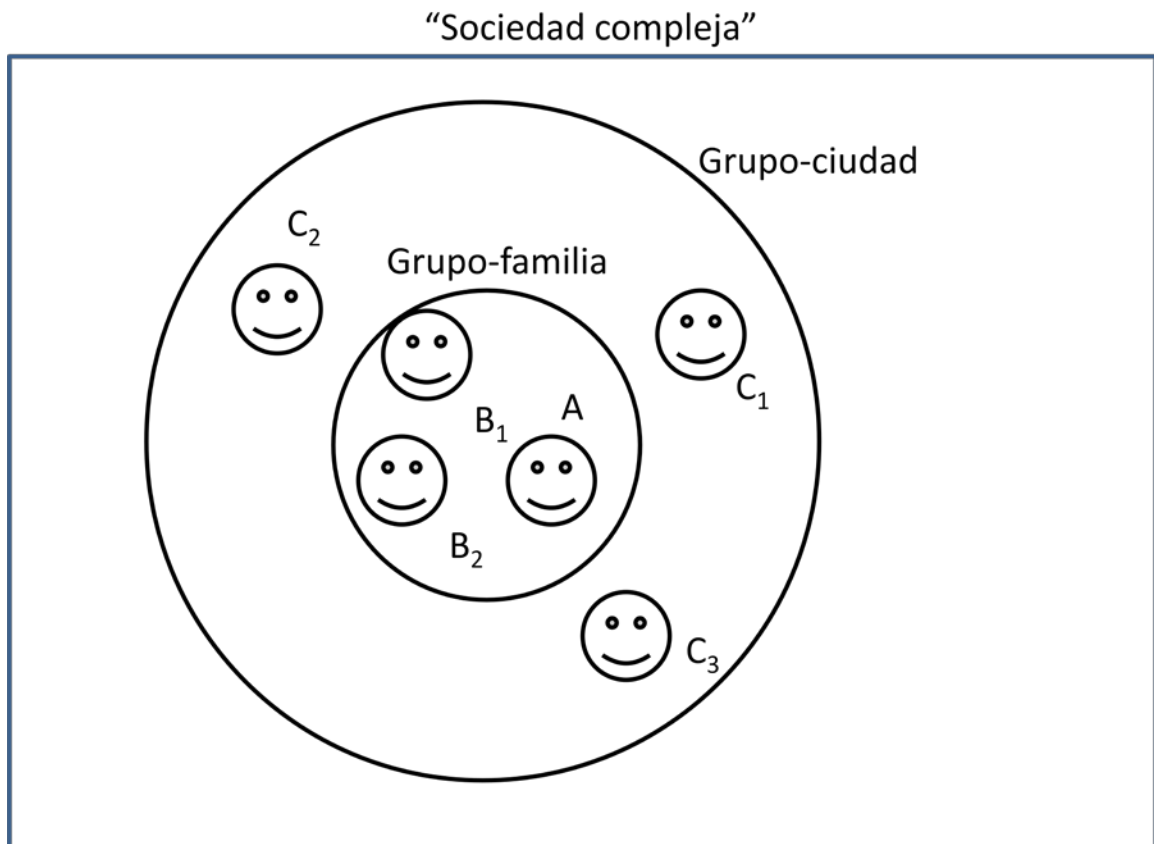 “Sociedad compleja”
Grupo-ciudad
C₂
Grupo-familia
C₁
A
B₁
B₂
C₃